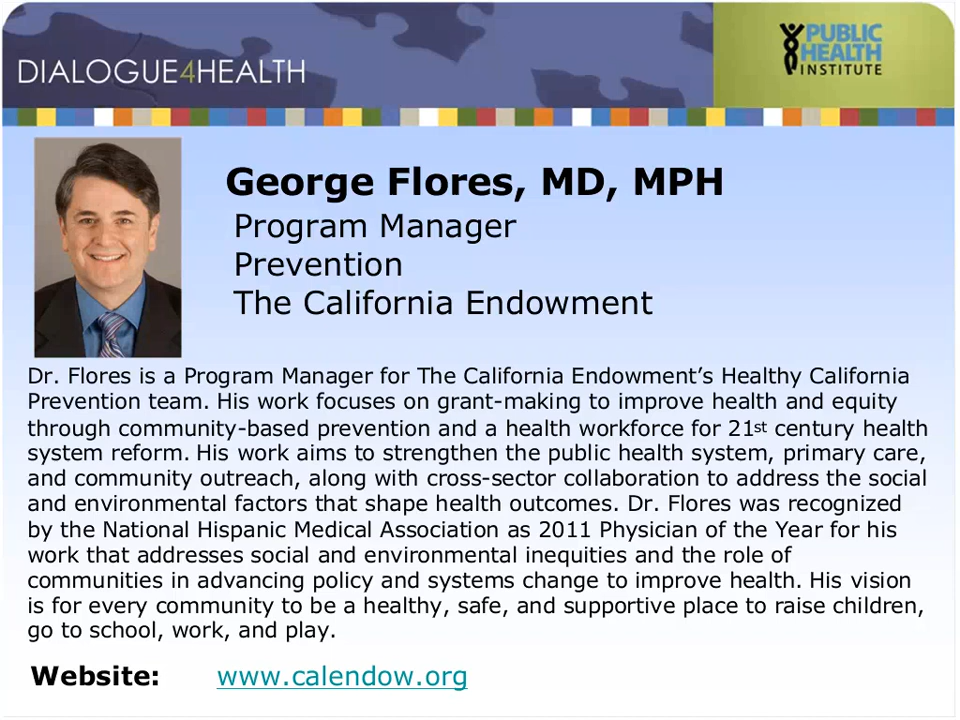 DIALOGUE4HEALTH
PUBLIC
HEALTH
INSTITUTE
George Flores, MD, MPH
Program Manager
Prevention
The California Endowment
Dr. Flores is a Program Manager for The California Endowment’s Healthy California
Prevention team. His work focuses on grant-making to improve health and equity
through community-based prevention and a health workforce for 21st century health
system reform. His work aims to strengthen the public health system, primary care,
and community outreach, along with cross-sector collaboration to address the social
and environmental factors that shape health outcomes. Dr. Flores was recognized
by the National Hispanic Medical Association as 2011 Physician of the Year for his
work that addresses social and environmental inequities and the role of
communities in advancing policy and systems change to improve health. His vision
is for every community to be a healthy, safe, and supportive place to raise children,
go to school, work, and play.
Website: www.calendow.org